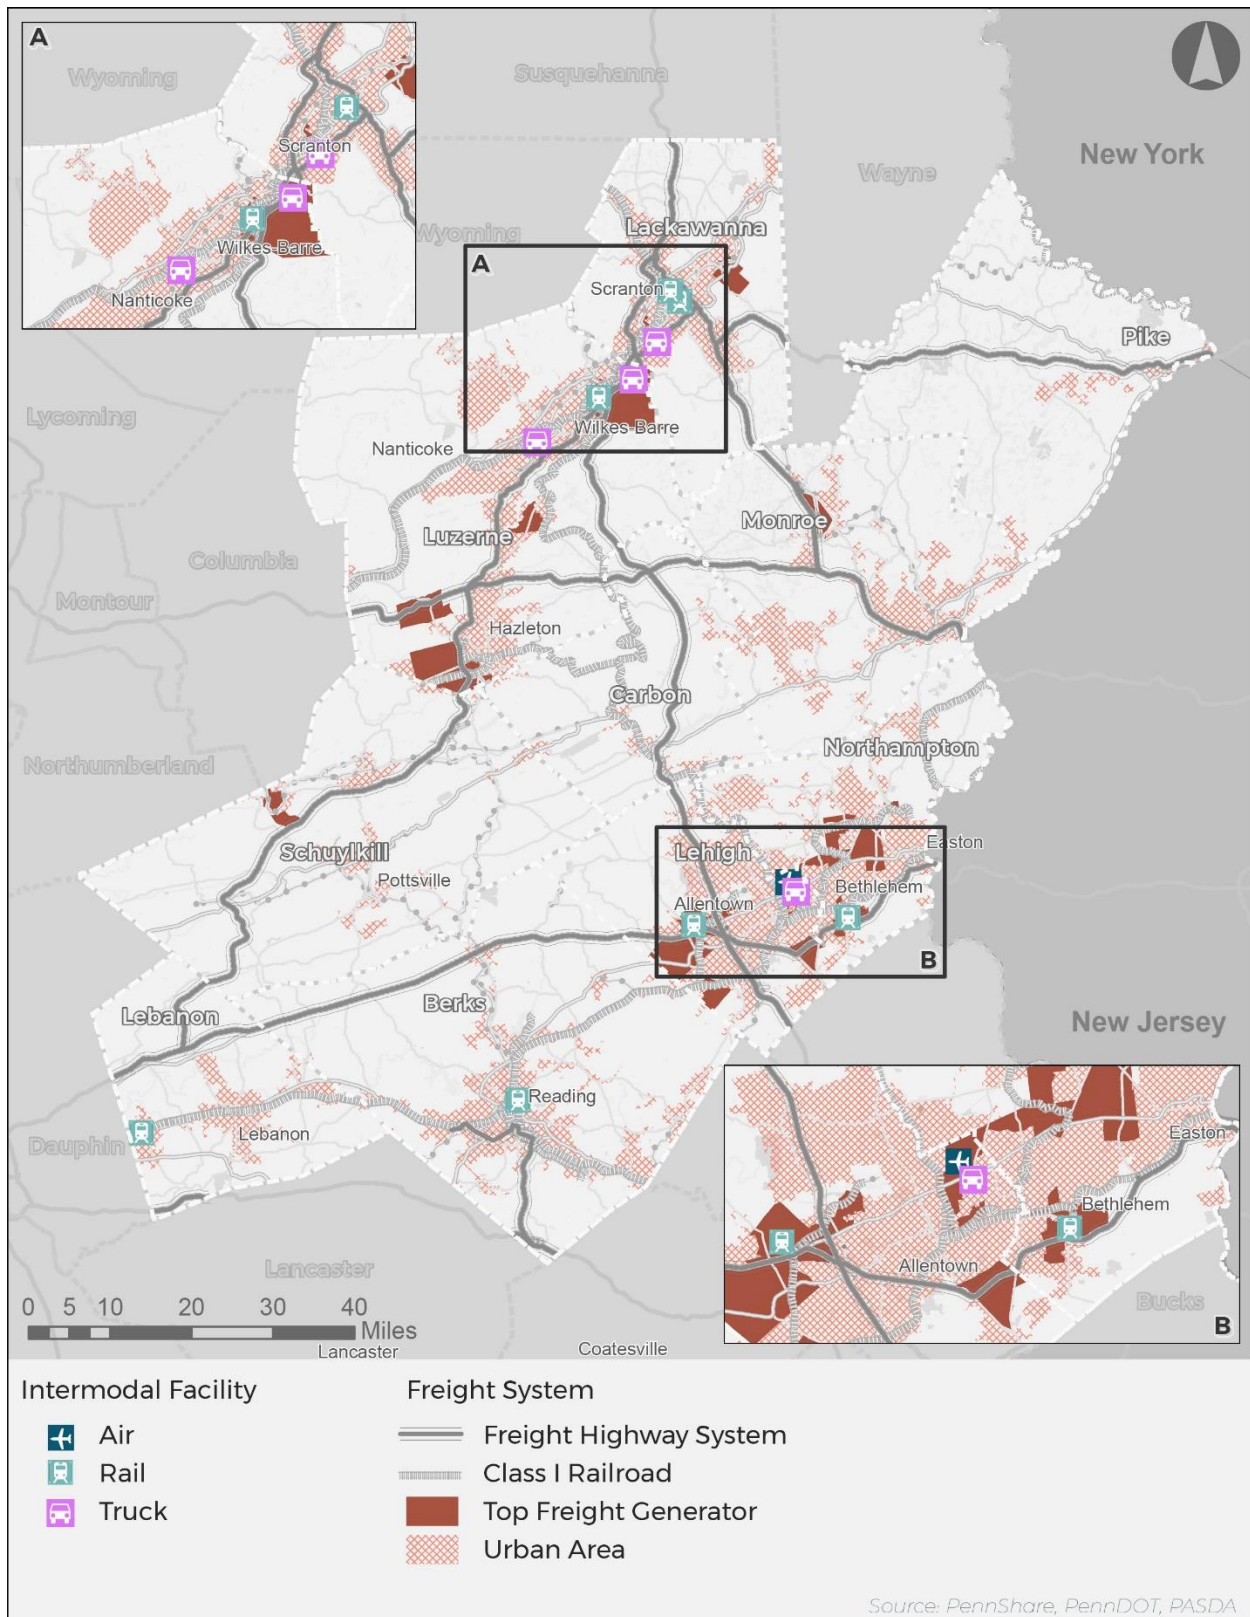 A
Wyoming
Scranton
Wilkes-Barre
Nanticoke
Susquehanna
Wayne
New York
Wyoming
Lackawanna
A
Scranton
Pike
Lycoming
Nanticoke
Wilkes-Barre
Luzerne
Monroe
Columbia
Montour
Hazleton
Carbon
Northumberland
Northampton
Schuylkill
Pottsville
Lehigh
Easton
Allentown
Bethlehem
B
Lebanon
Berks
New Jersey
Reading
Dauphin
Lebanon
Easton
Bethlehem
Allentown
Bucks
B
Lancaster
0 5 10 20 30 40
Miles
Lancaster
Coatesville
Intermodal Facility
Air
Rail
Truck
Freight System
Freight Highway System
Class I Railroad
Top Freight Generator
Urban Area
Source: PennShare, PennDOT, PASDA